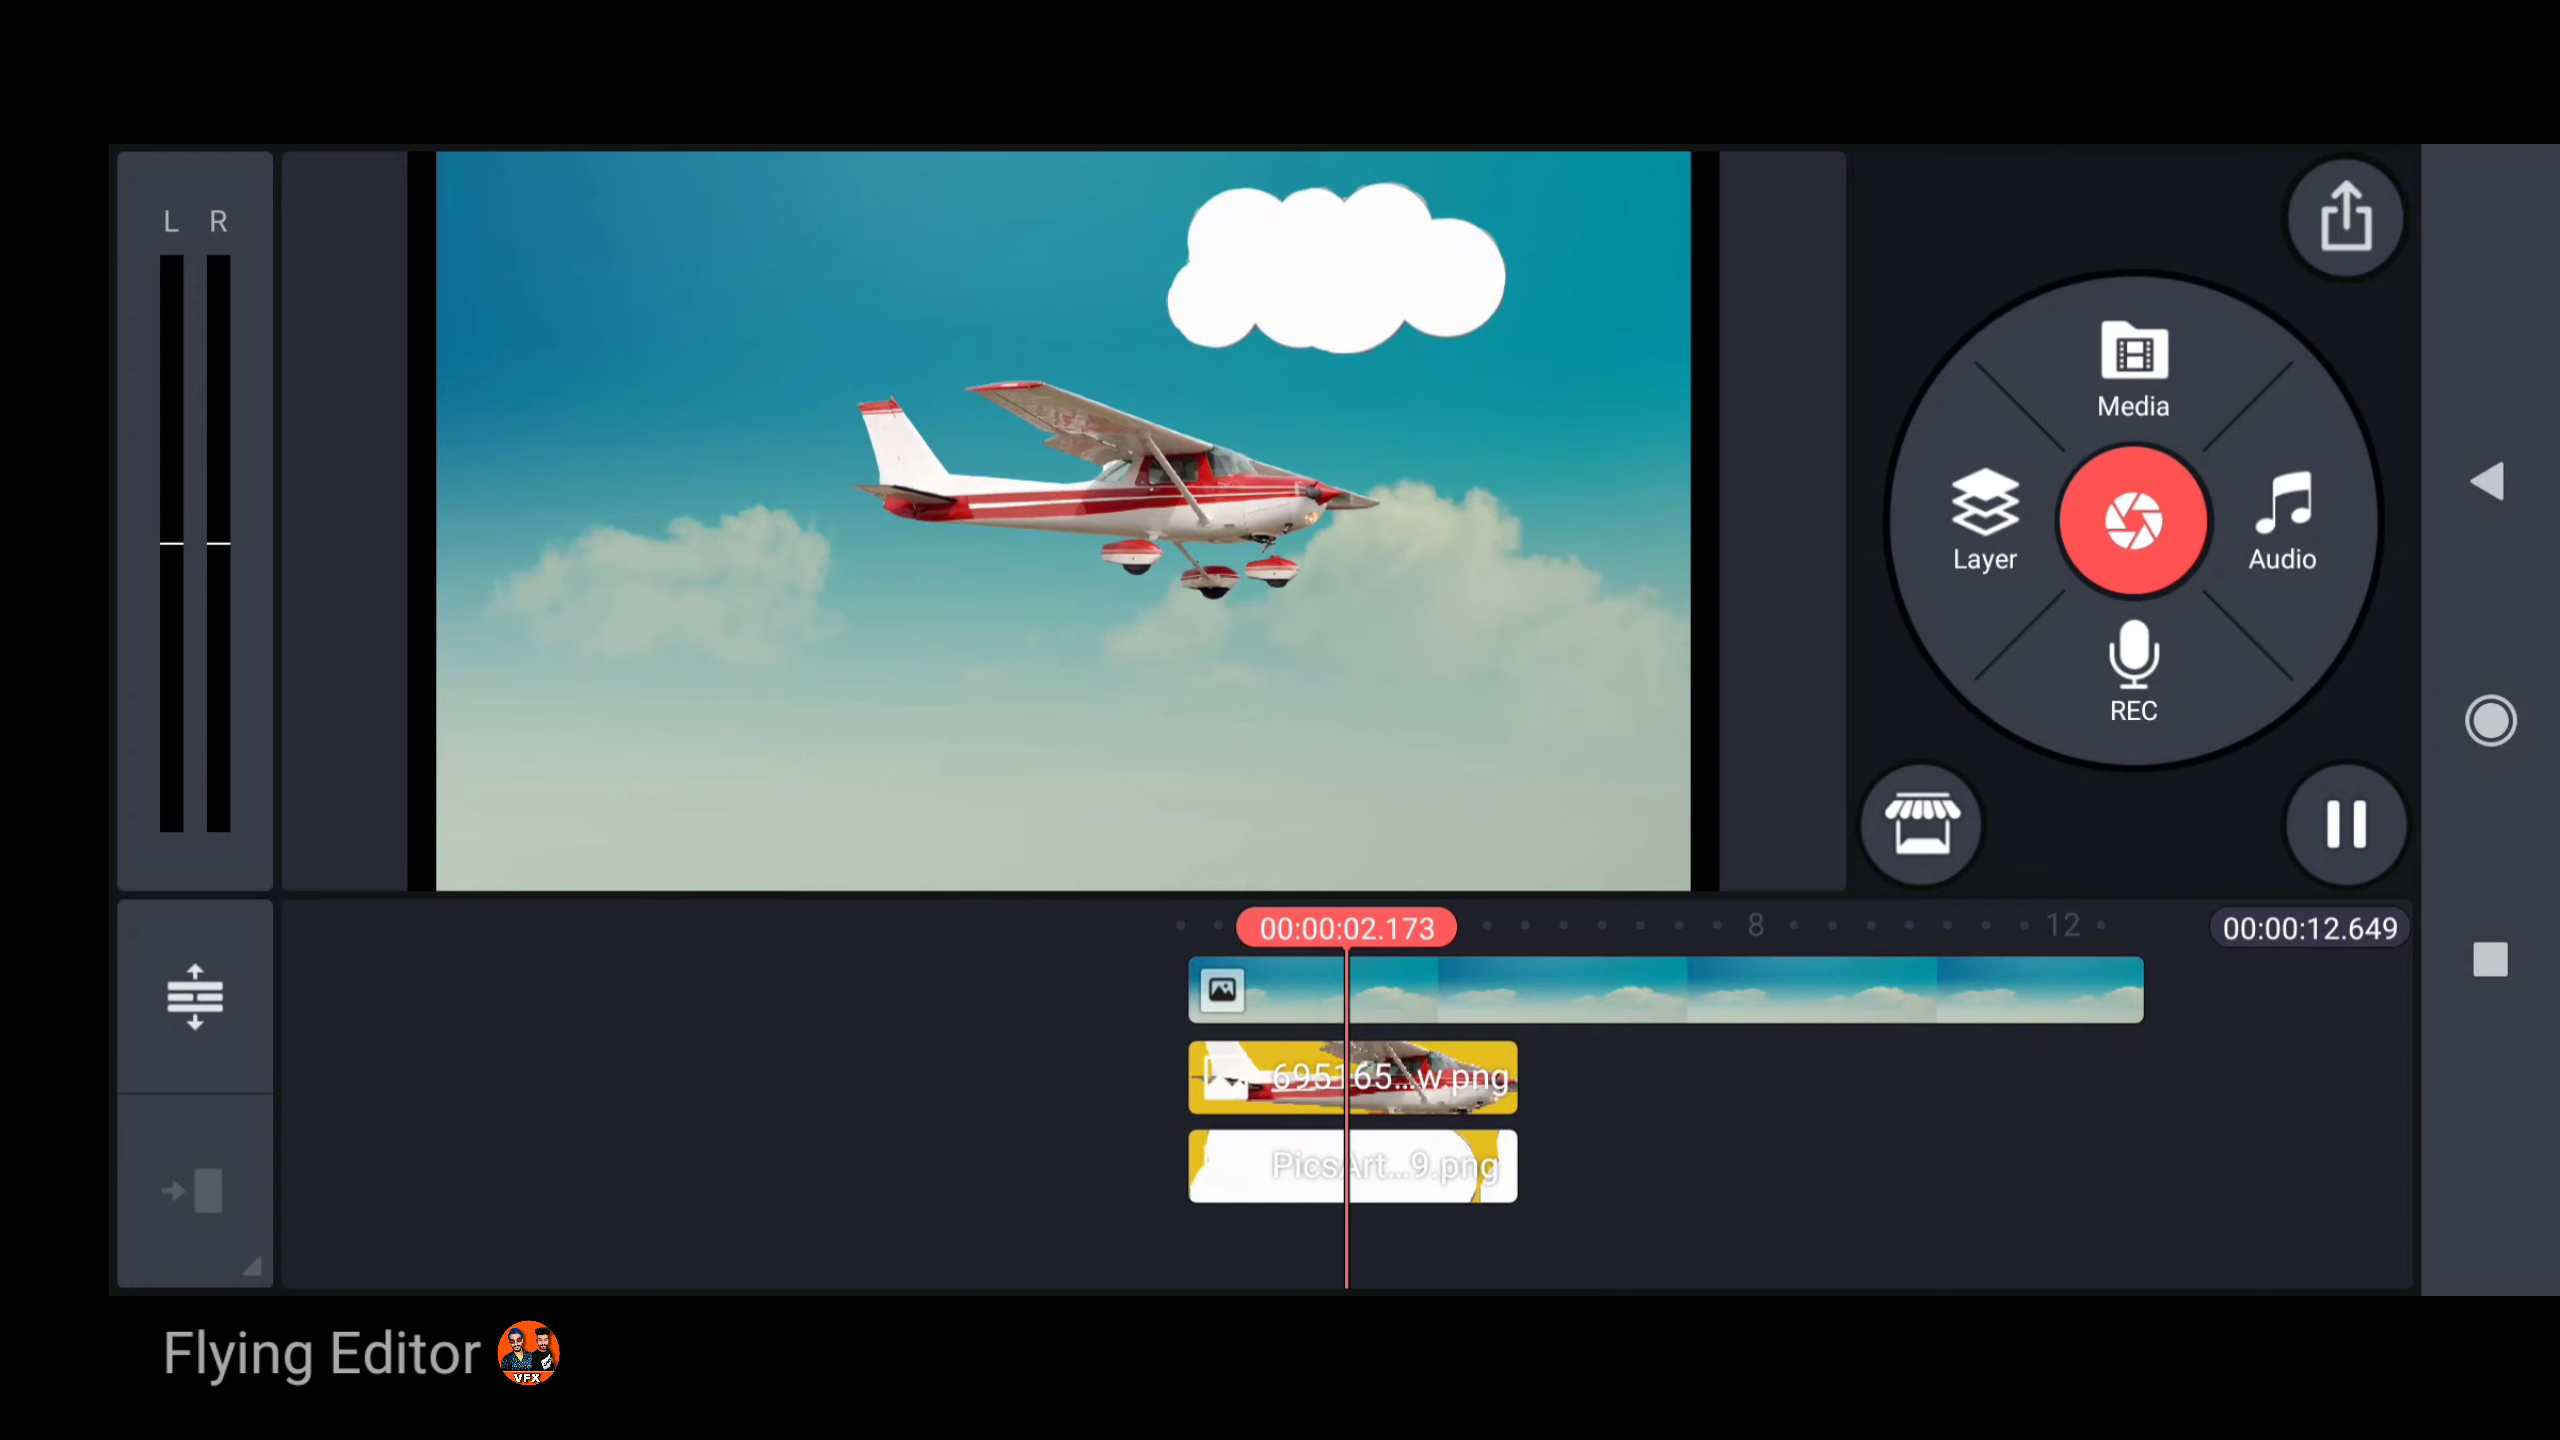 L R
Media
Layer
Audio
REC
00:00:02.173
8
12
00:00:12.649
695165...w.png
PicsArt...9.png
Flying Editor
VFX